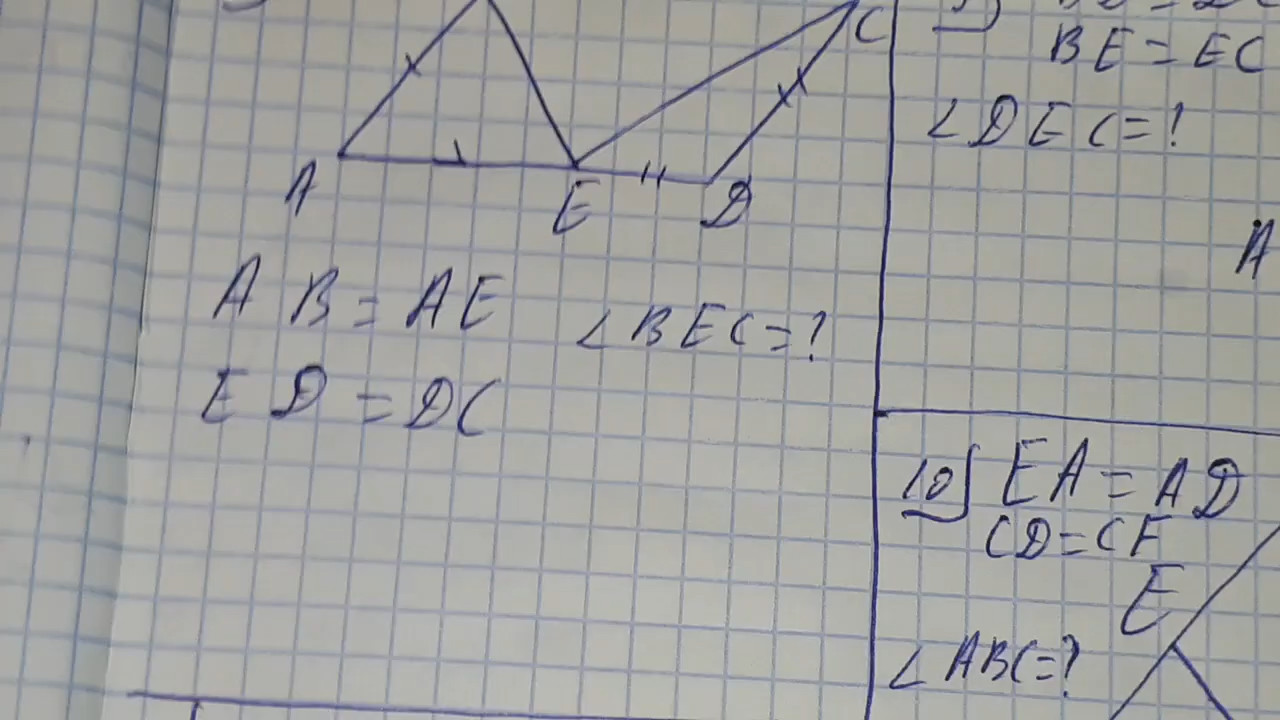 C
A
E
D
AB=AE
∠BEC=?
ED=DC
BE=EC
∠DEC=?
A
10] EA=AD
CD=CF
E
∠ABC=?